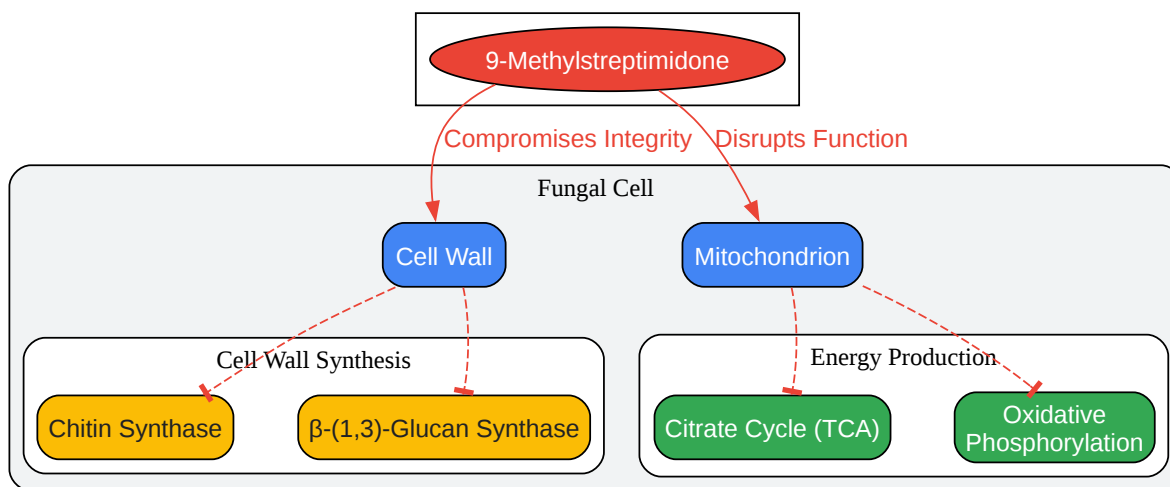 9-Methylstreptimidone
Compromises Integrity
Disrupts Function
Fungal Cell
Cell Wall
Mitochondrion
Cell Wall Synthesis
Energy Production
Chitin Synthase
β-(1,3)-Glucan Synthase
Citrate Cycle (TCA)
Oxidative
Phosphorylation